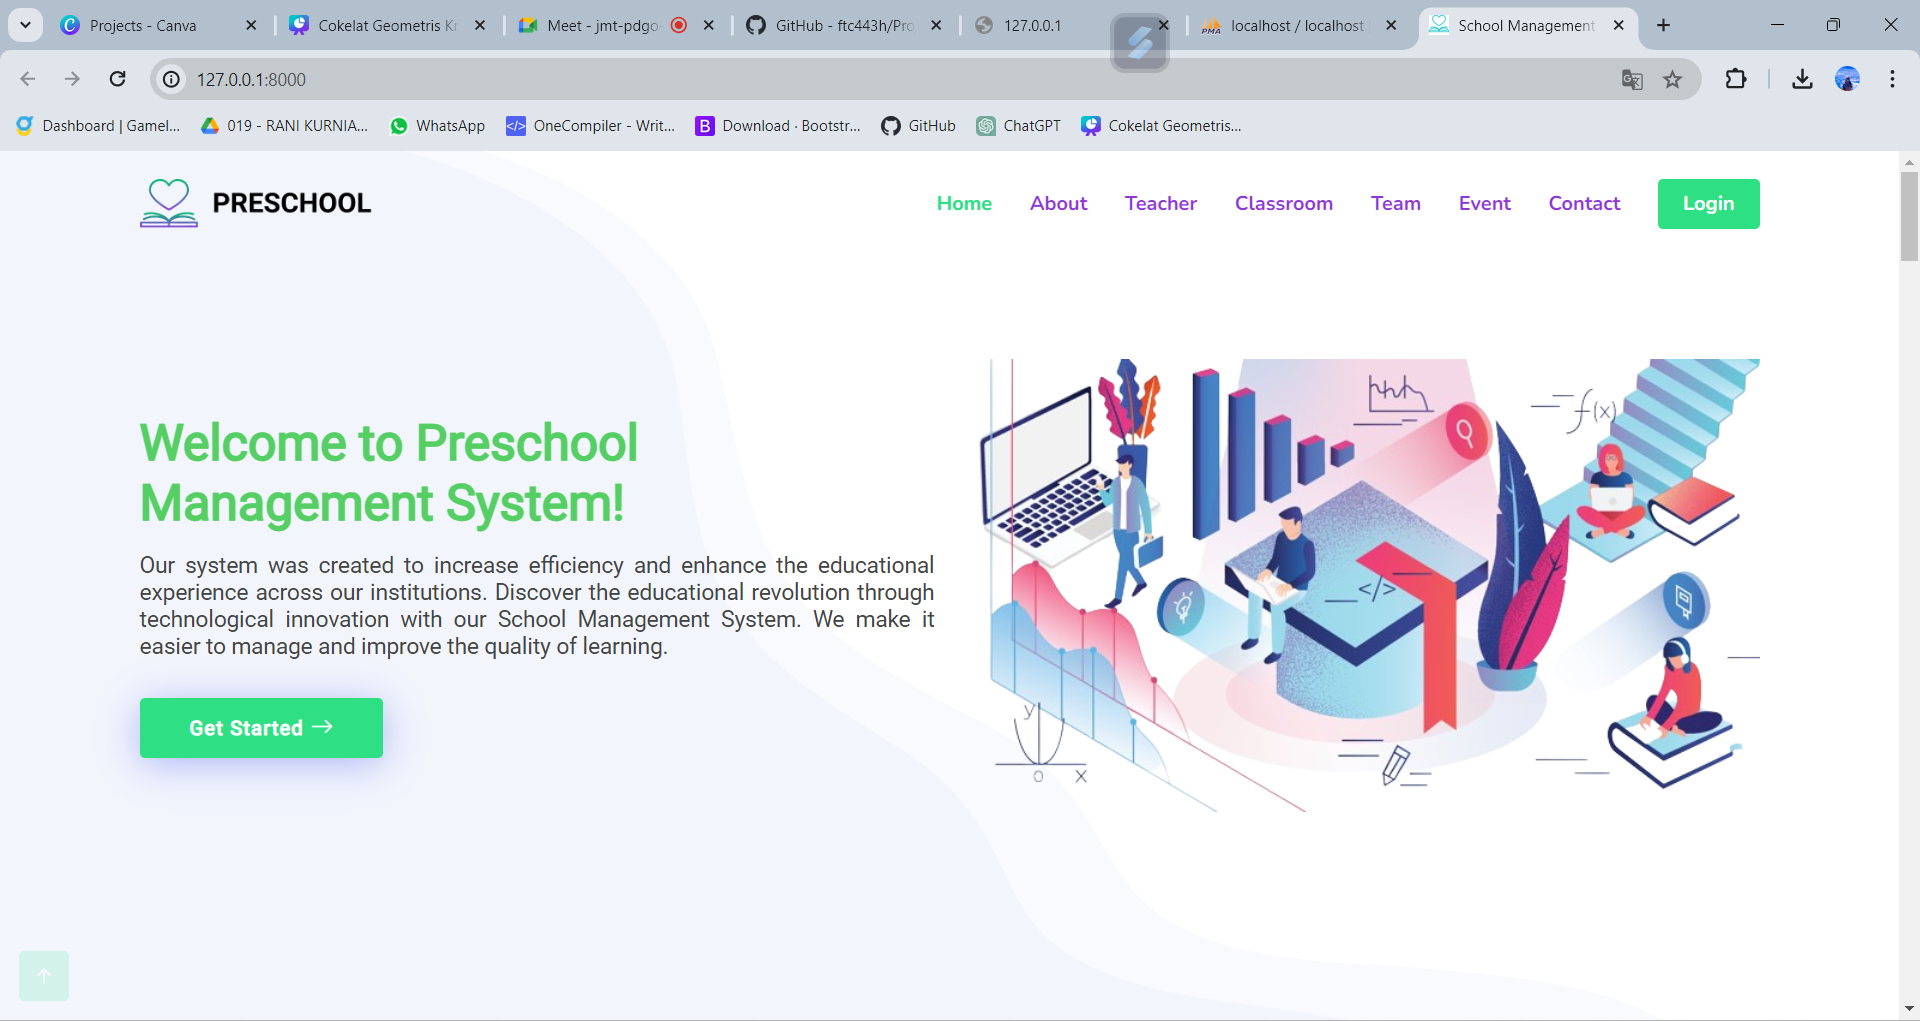 Projects - Canva
Cokelat Geometris Kr
Meet - jmt-pdgo
GitHub - ftc443h/Pro
127.0.0.1
PMA
localhost / localhost
School Management
127.0.0.1:8000
Dashboard | Gamel...
019 - RANI KURNIA...
WhatsApp
</> OneCompiler - Writ...
B Download · Bootstr...
GitHub
ChatGPT
Cokelat Geometris...
PRESCHOOL
Home
About
Teacher
Classroom
Team
Event
Contact
Login
Welcome to Preschool
Management System!
Our system was created to increase efficiency and enhance the educational
experience across our institutions. Discover the educational revolution through
technological innovation with our School Management System. We make it
easier to manage and improve the quality of learning.
Get Started
f(x)
</>
y
0 x